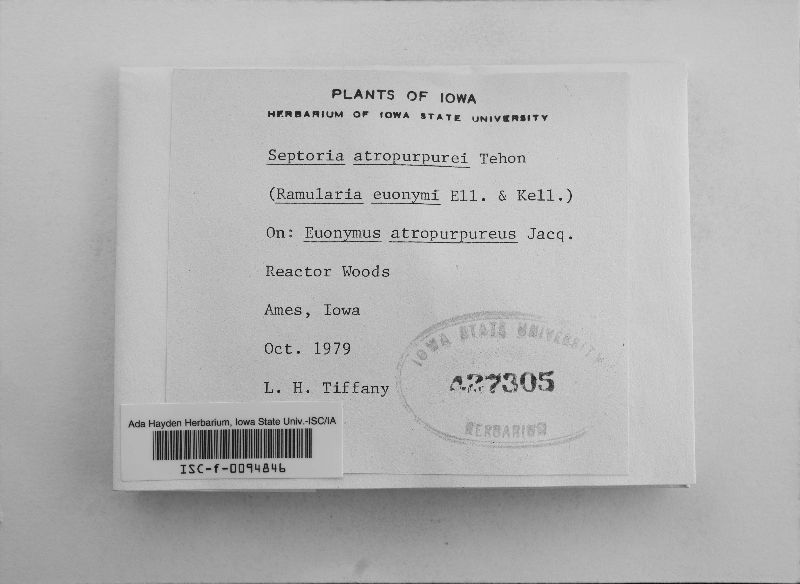 PLANTS OF IOWA
HERBARIUM OF IOWA STATE UNIVERSITY
Septoria atropurpurei Tehon
(Ramularia euonymi Ell. & Kell.)
On: Euonymus atropurpureus Jacq.
Reactor Woods
Ames, Iowa
Oct. 1979
L. H. Tiffany
IOWA STATE UNIVERSITY
427305
HERBARIUM
Ada Hayden Herbarium, Iowa State Univ.-ISC/IA
ISC-f-0094846